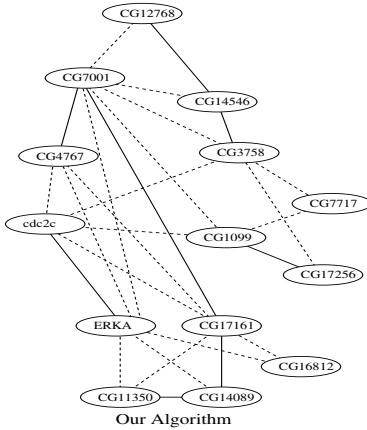 CG12768
CG7001
CG14546
CG4767
CG3758
CG7717
cdc2c
CG1099
CG17256
ERKA
CG17161
CG16812
CG11350
CG14089
Our Algorithm